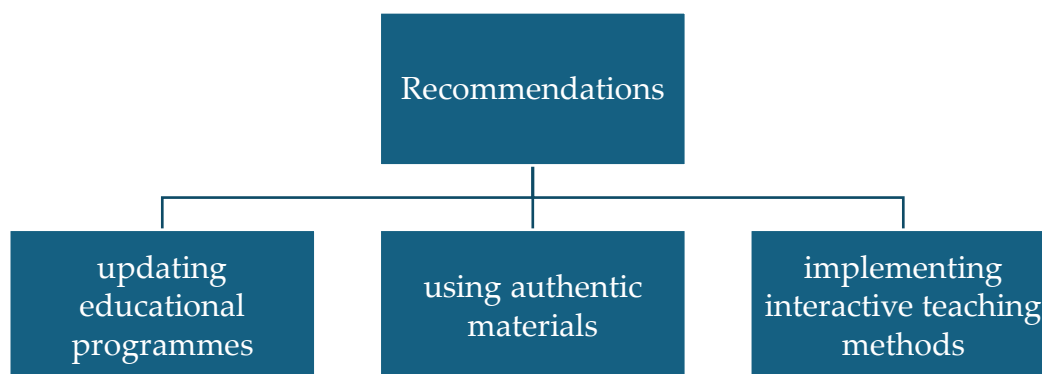 Recommendations
updating
educational
programmes
using authentic
materials
implementing
interactive teaching
methods